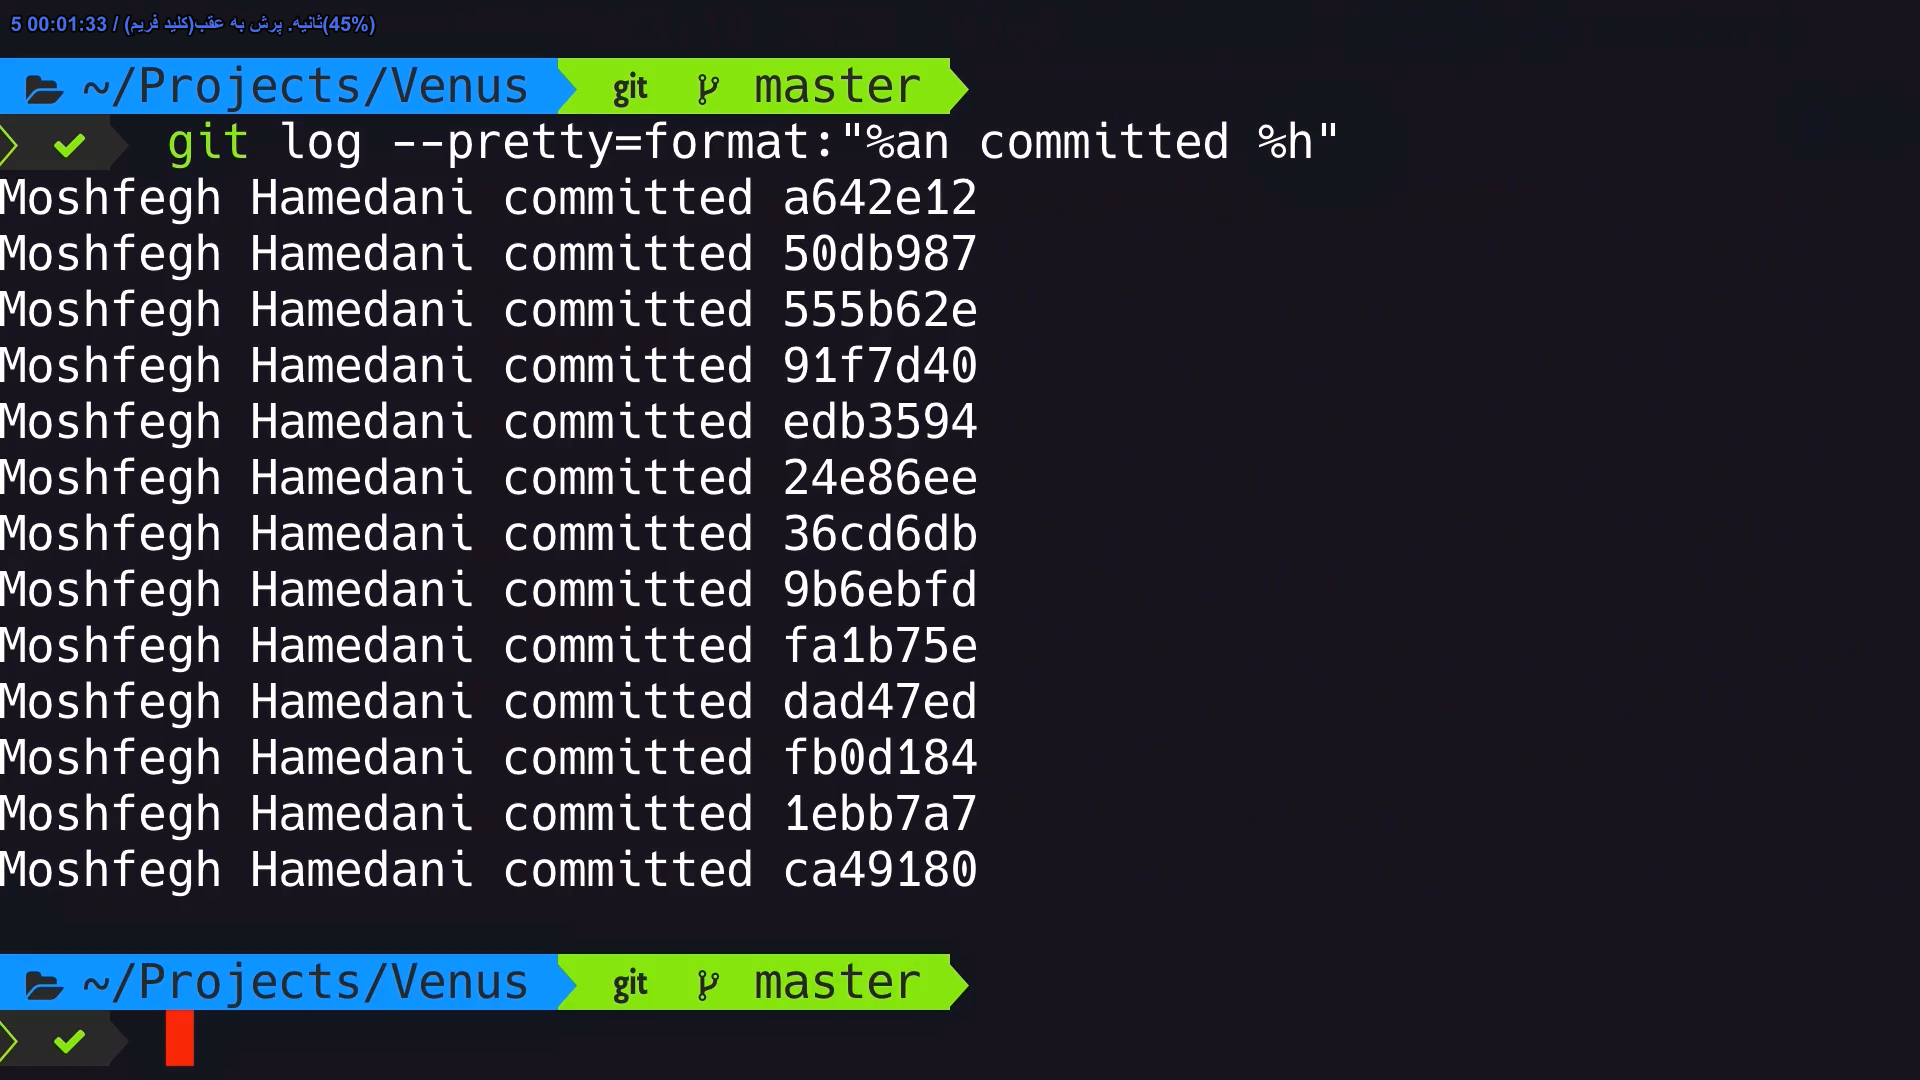 5 00:01:33 / (کلید فریم)ثانیه. پرش به عقب(45%)
~/Projects/Venus git master
git log --pretty=format:"%an committed %h"
Moshfegh Hamedani committed a642e12
Moshfegh Hamedani committed 50db987
Moshfegh Hamedani committed 555b62e
Moshfegh Hamedani committed 91f7d40
Moshfegh Hamedani committed edb3594
Moshfegh Hamedani committed 24e86ee
Moshfegh Hamedani committed 36cd6db
Moshfegh Hamedani committed 9b6ebfd
Moshfegh Hamedani committed fa1b75e
Moshfegh Hamedani committed dad47ed
Moshfegh Hamedani committed fb0d184
Moshfegh Hamedani committed 1ebb7a7
Moshfegh Hamedani committed ca49180
~/Projects/Venus git master